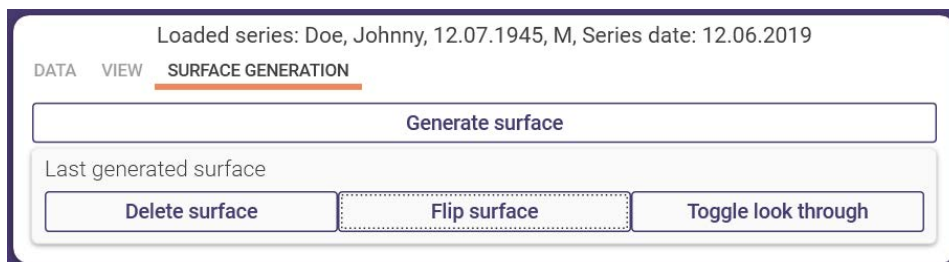 Loaded series: Doe, Johnny, 12.07.1945, M, Series date: 12.06.2019
DATA VIEW SURFACE GENERATION
Generate surface
Last generated surface
Delete surface Flip surface Toggle look through